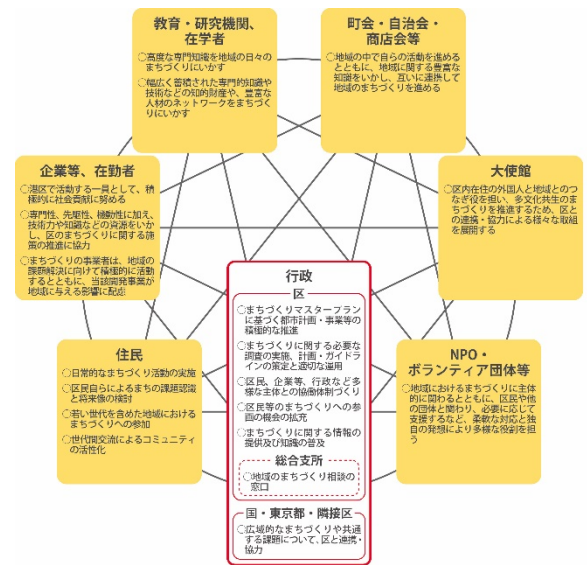 教育・研究機関、
在学者
○高度な専門知識を地域の日々の
まちづくりにいかす
○幅広く蓄積された専門的知識や
技術などの知的財産や、豊富な
人材のネットワークをまちづく
りにいかす
町会・自治会・
商店会等
○地域の中で自らの活動を進める
とともに、地域に関する豊富な
知識をいかし、互いに連携して
地域のまちづくりを進める
企業等、在勤者
○港区で活動する一員として、積
極的に社会貢献に努める
○専門性、先駆性、機動性に加え、
技術力や知識などの資源をいか
し、区のまちづくりに関する施
策の推進に協力
○まちづくりの事業者は、地域の
課題解決に向けて積極的に活動
するとともに、当該開発事業が
地域に与える影響に配慮
大使館
○区内在住の外国人と地域とのつ
なぎ役を担い、多文化共生のま
ちづくりを推進するため、区と
の連携・協力による様々な取組
を展開する
住民
○日常的なまちづくり活動の実施
○区民自らによるまちの課題認識
と将来像の検討
○若い世代を含めた地域における
まちづくりへの参加
○世代間交流によるコミュニティ
の活性化
行政
区
○まちづくりマスタープラン
に基づく都市計画・事業等の
積極的な推進
○まちづくりに関する必要な
調査の実施、計画・ガイドラ
インの策定と適切な運用
○区民、企業等、行政など多
様な主体との協働体制づくり
○区民等のまちづくりへの参
画の機会の拡充
○まちづくりに関する情報の
提供及び知識の普及
総合支所
○地域のまちづくり相談の
窓口
国・東京都・隣接区
○広域的なまちづくりや共通
する課題について、区と連携・
協力
NPO・
ボランティア団体等
○地域におけるまちづくりに主体
的に関わるとともに、区民や他
の団体と関わり、必要に応じて
支援するなど、柔軟な対応と独
自の発想により多様な役割を担
う